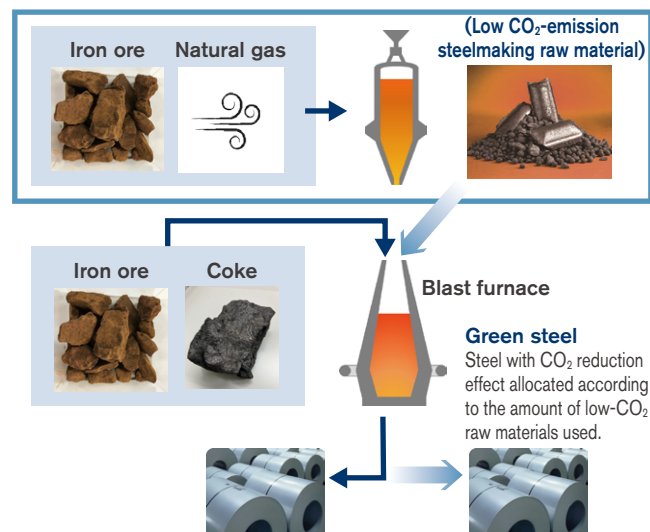 Iron ore
Natural gas
(Low CO₂-emission
steelmaking raw material)
Iron ore
Coke
Blast furnace
Green steel
Steel with CO₂ reduction
effect allocated according
to the amount of low-CO₂
raw materials used.